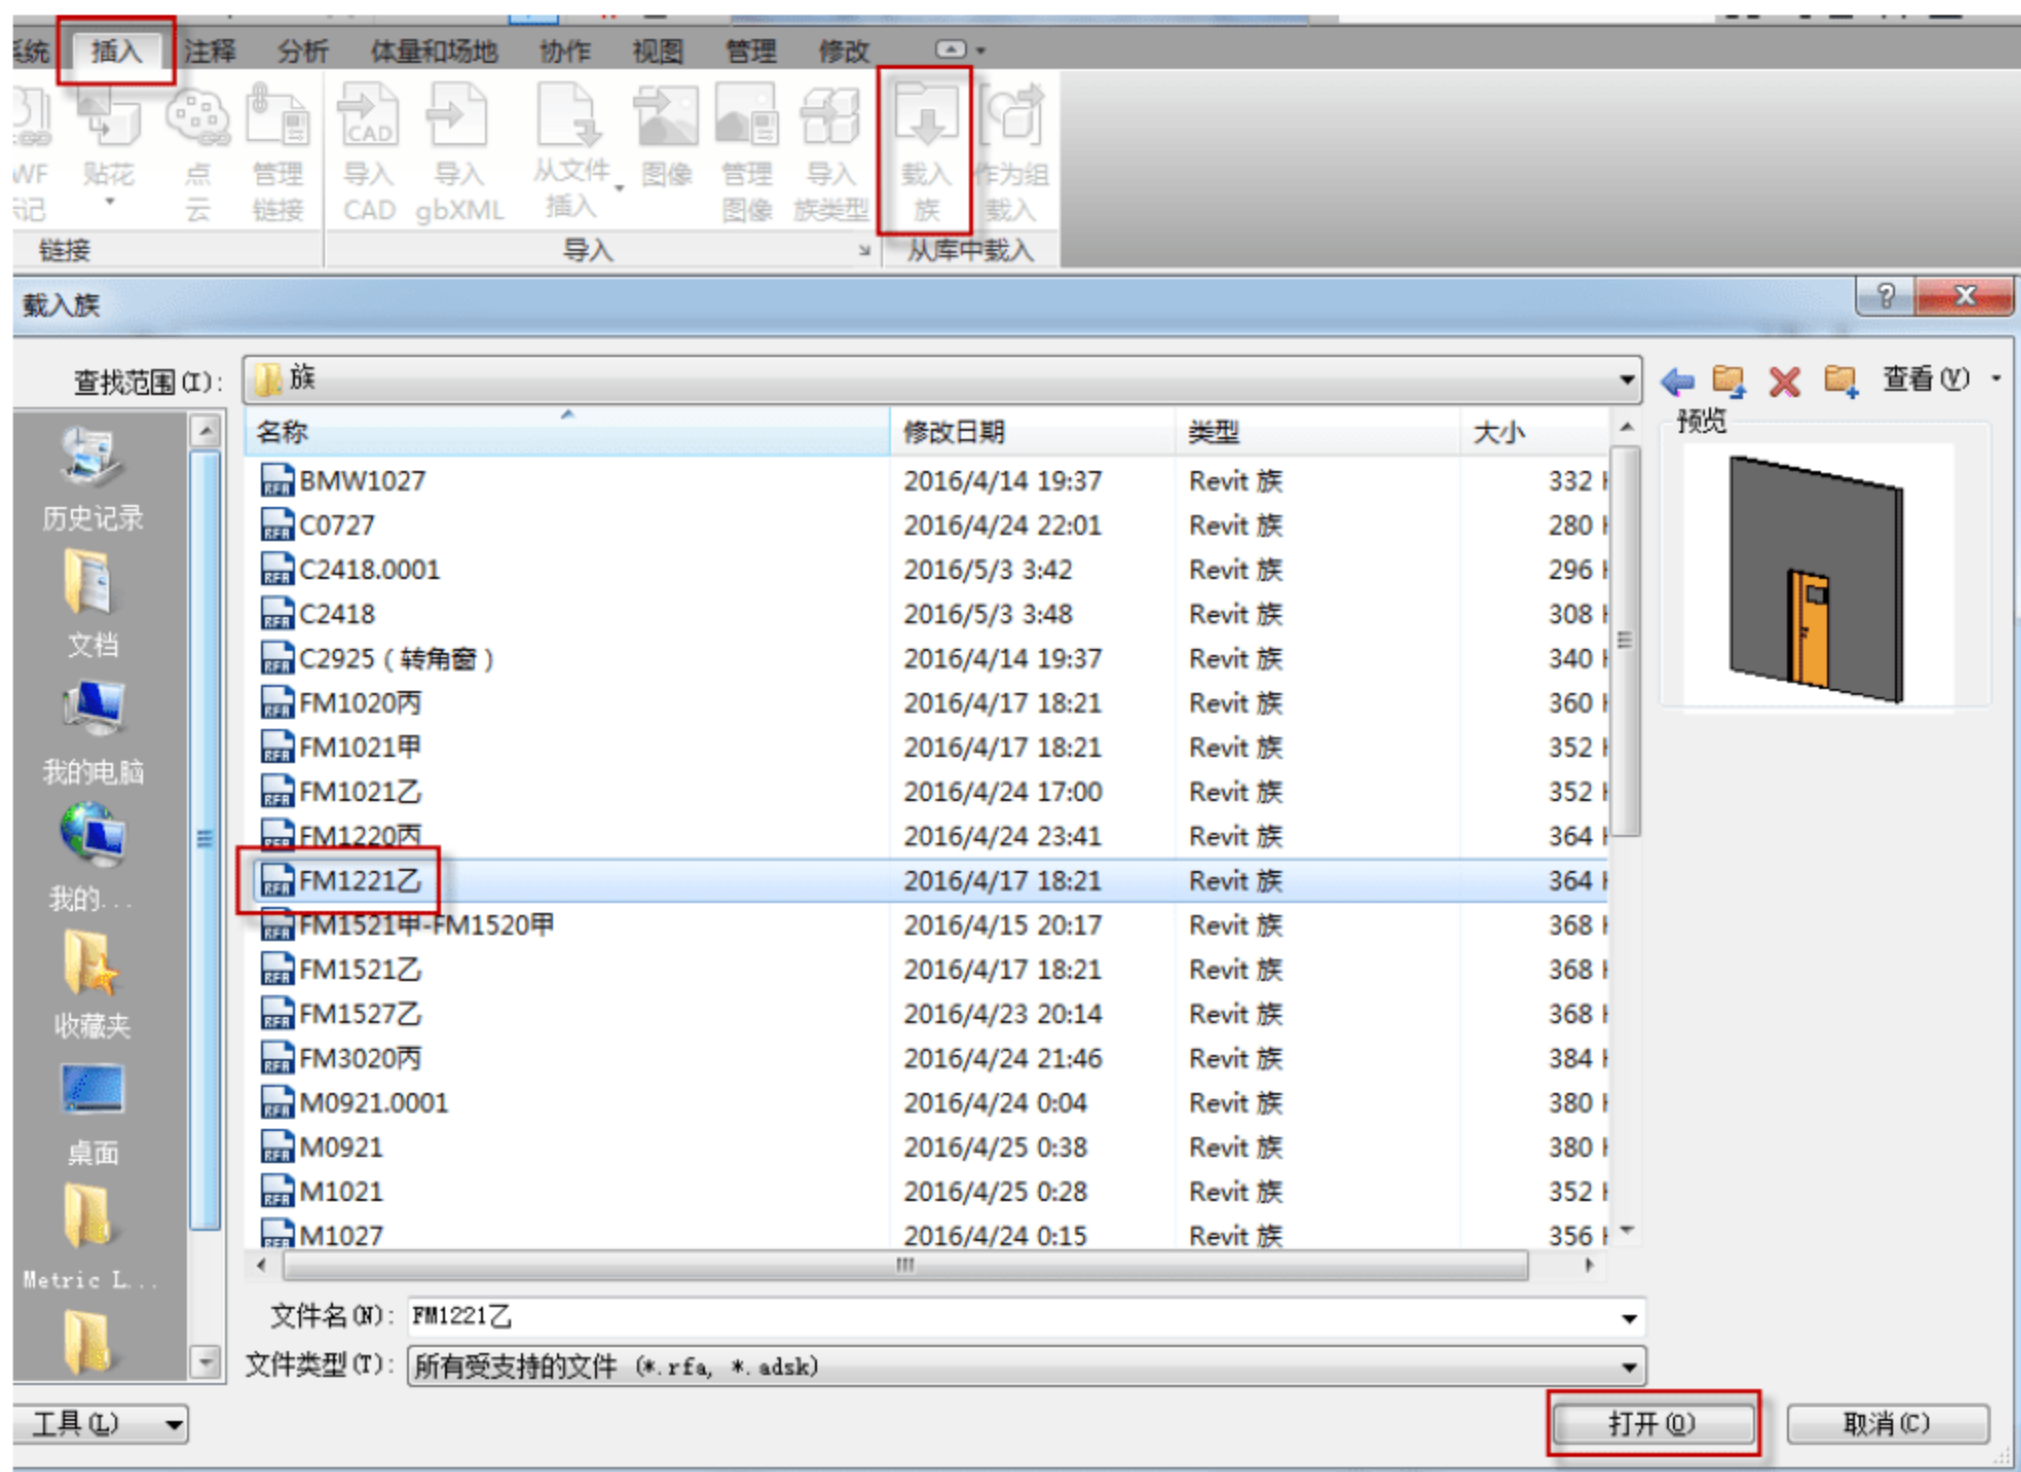 系统 插入 注释 分析 体量和场地 协作 视图 管理 修改
WF 贴花 点 管理 导入 导入 从文件 图像 管理 导入 载入 作为组
标记 云 链接 CAD gbXML 插入 图像 族类型 族 载入
链接 导入 从库中载入
载入族
查找范围(I): 族 查看(V)
名称 修改日期 类型 大小 预览
BMW1027 2016/4/14 19:37 Revit 族 332
C0727 2016/4/24 22:01 Revit 族 280
C2418.0001 2016/5/3 3:42 Revit 族 296
C2418 2016/5/3 3:48 Revit 族 308
C2925（转角窗） 2016/4/14 19:37 Revit 族 340
FM1020丙 2016/4/17 18:21 Revit 族 360
FM1021甲 2016/4/17 18:21 Revit 族 352
FM1021乙 2016/4/24 17:00 Revit 族 352
FM1220丙 2016/4/24 23:41 Revit 族 364
FM1221乙 2016/4/17 18:21 Revit 族 364
FM1521甲-FM1520甲 2016/4/15 20:17 Revit 族 368
FM1521乙 2016/4/17 18:21 Revit 族 368
FM1527乙 2016/4/23 20:14 Revit 族 368
FM3020丙 2016/4/24 21:46 Revit 族 384
M0921.0001 2016/4/24 0:04 Revit 族 380
M0921 2016/4/25 0:38 Revit 族 380
M1021 2016/4/25 0:28 Revit 族 352
M1027 2016/4/24 0:15 Revit 族 356
历史记录
文档
我的电脑
我的...
收藏夹
桌面
Metric L...
文件名(N): FM1221乙
文件类型(T): 所有受支持的文件 (*.rfa, *.adsk)
工具(L) 打开(O) 取消(C)